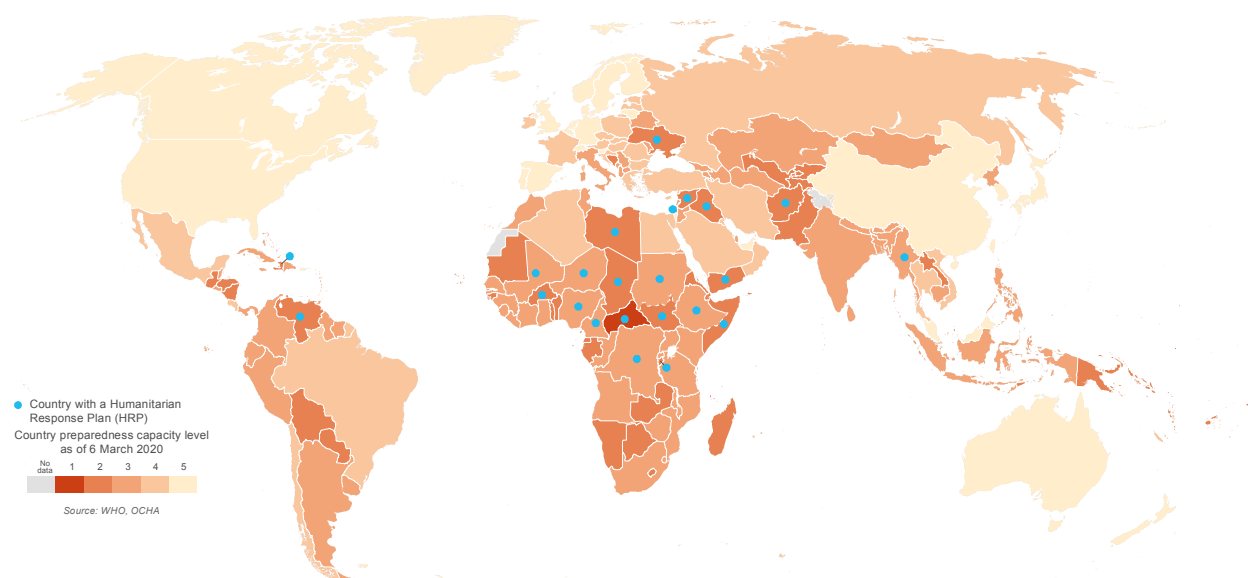 Country with a Humanitarian
Response Plan (HRP)
Country preparedness capacity level
as of 6 March 2020
No
data
1 2 3 4 5
Source: WHO, OCHA